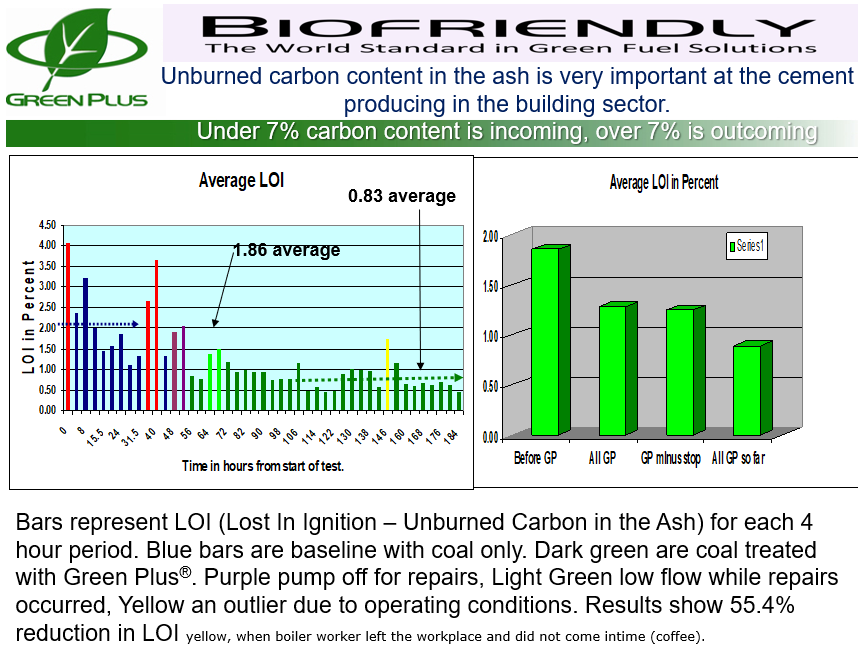 BIOFRIENDLY
The World Standard in Green Fuel Solutions
GREEN PLUS
Unburned carbon content in the ash is very important at the cement
producing in the building sector.
Under 7% carbon content is incoming, over 7% is outcoming
Average LOI
0.83 average
1.86 average
LOI in Percent
4.50
4.00
3.50
3.00
2.50
2.00
1.50
1.00
0.50
0.00
0 8 15.5 24 31.5 40 48 56 64 72 82 90 98 106 114 122 130 138 146 160 168 176 184
Time in hours from start of test.
Average LOI in Percent
Series1
2.00
1.50
1.00
0.50
0.00
Before GP All GP GP minus stop All GP so far
Bars represent LOI (Lost In Ignition – Unburned Carbon in the Ash) for each 4
hour period. Blue bars are baseline with coal only. Dark green are coal treated
with Green Plus®. Purple pump off for repairs, Light Green low flow while repairs
occurred, Yellow an outlier due to operating conditions. Results show 55.4%
reduction in LOI yellow, when boiler worker left the workplace and did not come intime (coffee).